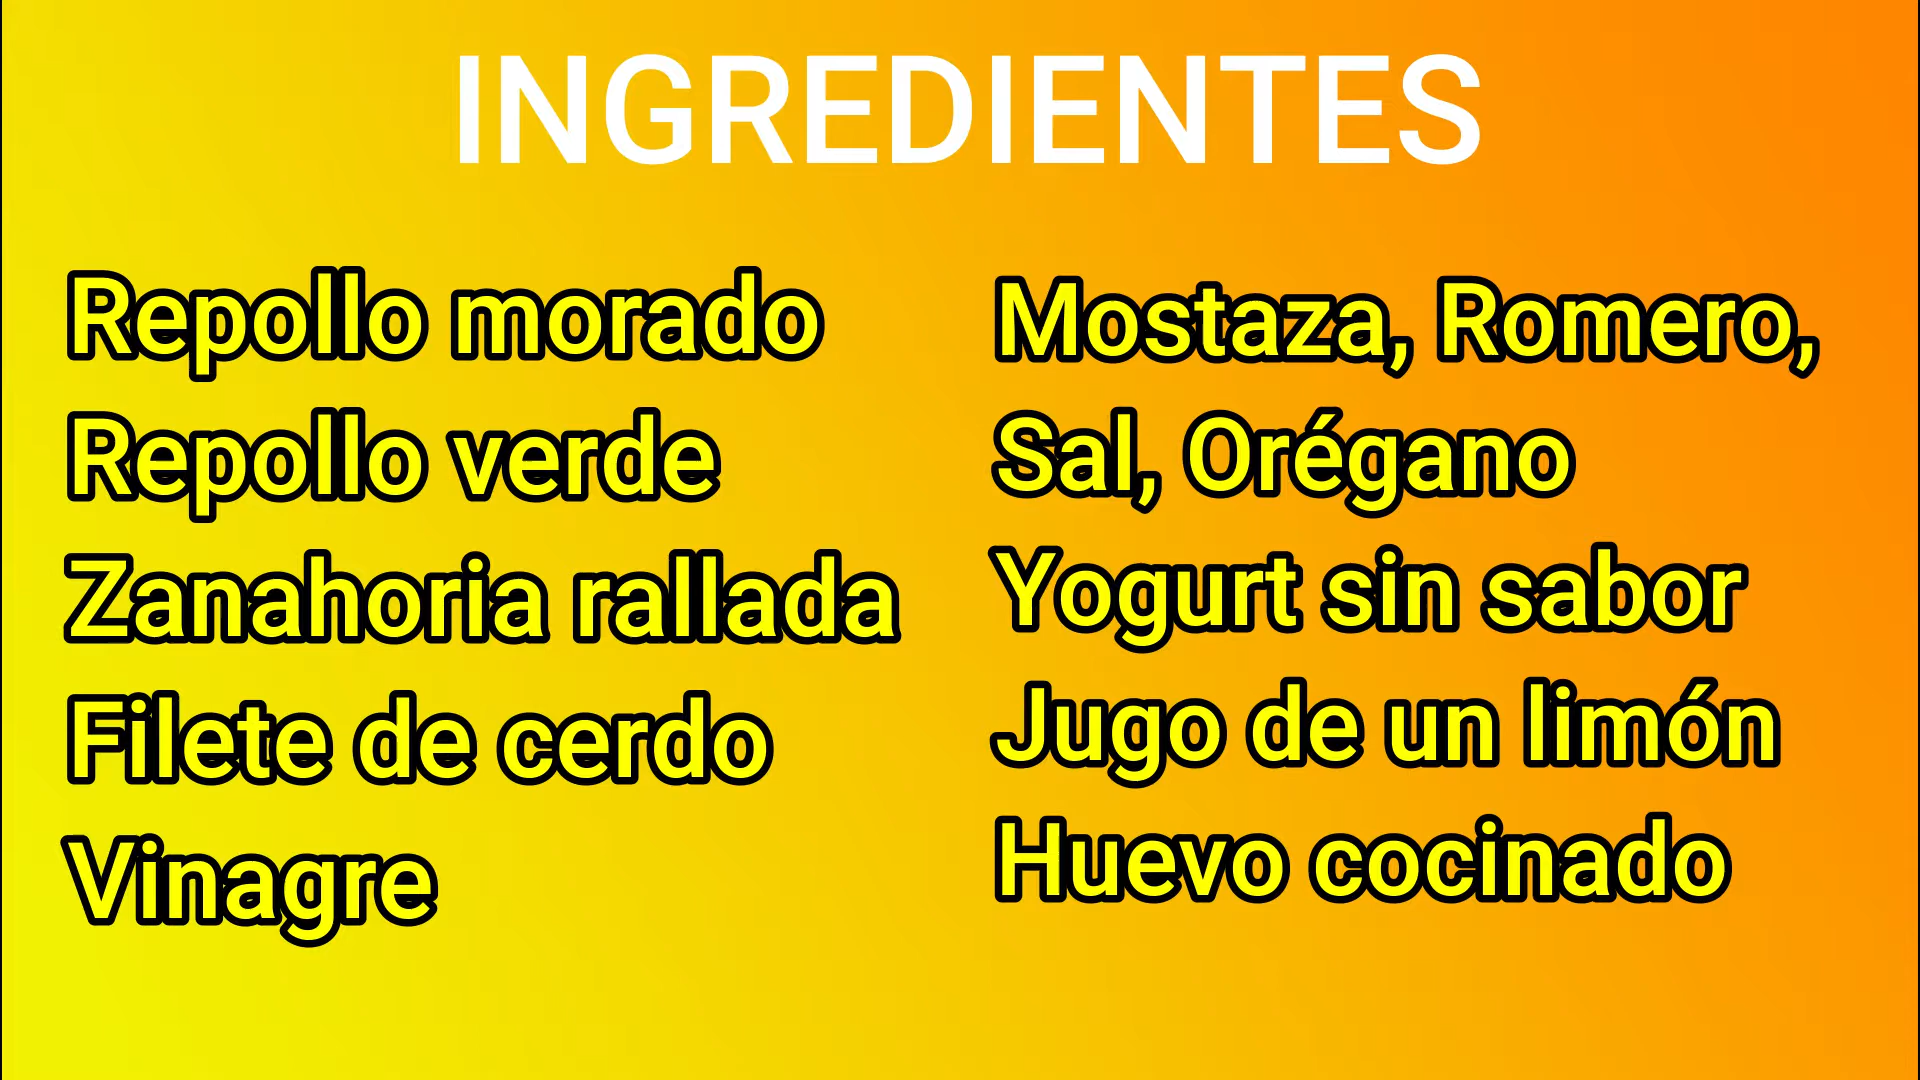 INGREDIENTES
Repollo morado
Repollo verde
Zanahoria rallada
Filete de cerdo
Vinagre
Mostaza, Romero,
Sal, Orégano
Yogurt sin sabor
Jugo de un limón
Huevo cocinado